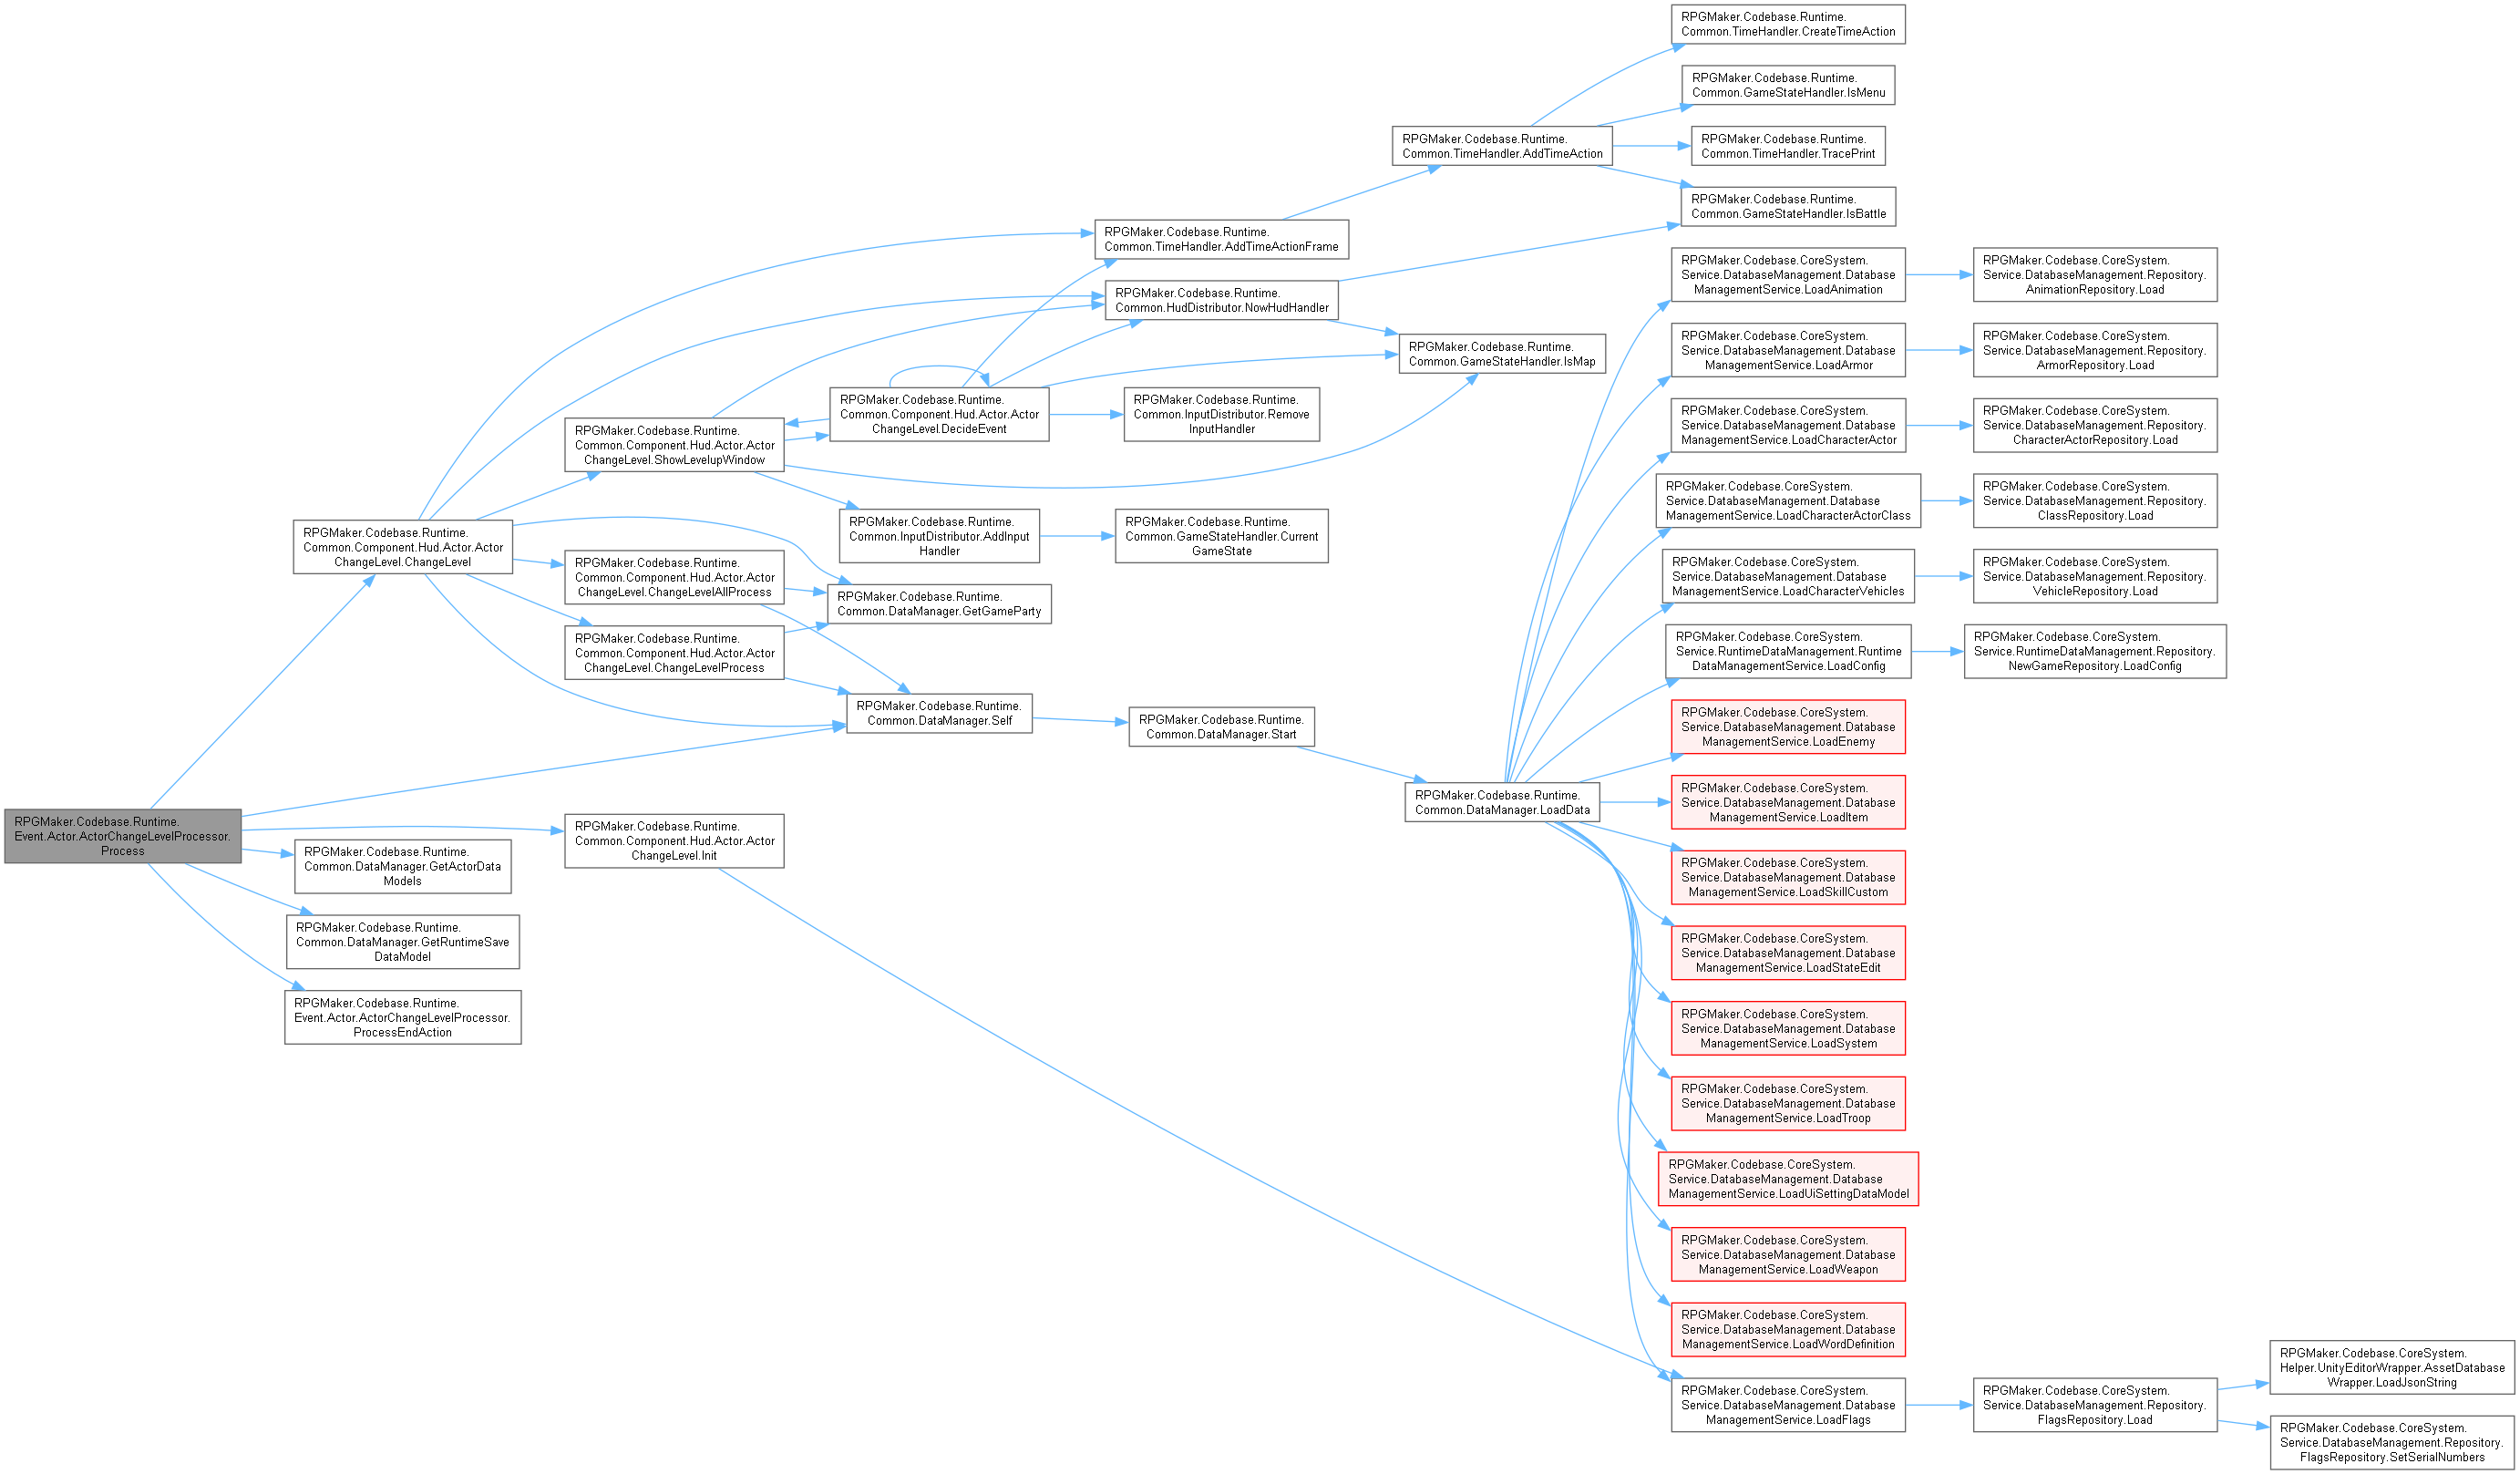 RPGMaker.Codebase.Runtime.
Common.TimeHandler.CreateTimeAction
RPGMaker.Codebase.Runtime.
Common.GameStateHandler.IsMenu
RPGMaker.Codebase.Runtime.
Common.TimeHandler.AddTimeAction
RPGMaker.Codebase.Runtime.
Common.TimeHandler.TracePrint
RPGMaker.Codebase.Runtime.
Common.GameStateHandler.IsBattle
RPGMaker.Codebase.Runtime.
Common.TimeHandler.AddTimeActionFrame
RPGMaker.Codebase.CoreSystem.
Service.DatabaseManagement.Database
ManagementService.LoadAnimation
RPGMaker.Codebase.CoreSystem.
Service.DatabaseManagement.Repository.
AnimationRepository.Load
RPGMaker.Codebase.Runtime.
Common.HudDistributor.NowHudHandler
RPGMaker.Codebase.Runtime.
Common.GameStateHandler.IsMap
RPGMaker.Codebase.CoreSystem.
Service.DatabaseManagement.Database
ManagementService.LoadArmor
RPGMaker.Codebase.CoreSystem.
Service.DatabaseManagement.Repository.
ArmorRepository.Load
RPGMaker.Codebase.Runtime.
Common.Component.Hud.Actor.Actor
ChangeLevel.DecideEvent
RPGMaker.Codebase.Runtime.
Common.InputDistributor.Remove
InputHandler
RPGMaker.Codebase.CoreSystem.
Service.DatabaseManagement.Database
ManagementService.LoadCharacterActor
RPGMaker.Codebase.CoreSystem.
Service.DatabaseManagement.Repository.
CharacterActorRepository.Load
RPGMaker.Codebase.Runtime.
Common.Component.Hud.Actor.Actor
ChangeLevel.ShowLevelupWindow
RPGMaker.Codebase.CoreSystem.
Service.DatabaseManagement.Database
ManagementService.LoadCharacterActorClass
RPGMaker.Codebase.CoreSystem.
Service.DatabaseManagement.Repository.
ClassRepository.Load
RPGMaker.Codebase.Runtime.
Common.Component.Hud.Actor.Actor
ChangeLevel.ChangeLevel
RPGMaker.Codebase.Runtime.
Common.InputDistributor.AddInput
Handler
RPGMaker.Codebase.Runtime.
Common.GameStateHandler.Current
GameState
RPGMaker.Codebase.Runtime.
Common.Component.Hud.Actor.Actor
ChangeLevel.ChangeLevelAllProcess
RPGMaker.Codebase.Runtime.
Common.DataManager.GetGameParty
RPGMaker.Codebase.CoreSystem.
Service.DatabaseManagement.Database
ManagementService.LoadCharacterVehicles
RPGMaker.Codebase.CoreSystem.
Service.DatabaseManagement.Repository.
VehicleRepository.Load
RPGMaker.Codebase.Runtime.
Common.Component.Hud.Actor.Actor
ChangeLevel.ChangeLevelProcess
RPGMaker.Codebase.CoreSystem.
Service.RuntimeDataManagement.Runtime
DataManagementService.LoadConfig
RPGMaker.Codebase.CoreSystem.
Service.RuntimeDataManagement.Repository.
NewGameRepository.LoadConfig
RPGMaker.Codebase.Runtime.
Common.DataManager.Self
RPGMaker.Codebase.Runtime.
Common.DataManager.Start
RPGMaker.Codebase.CoreSystem.
Service.DatabaseManagement.Database
ManagementService.LoadEnemy
RPGMaker.Codebase.Runtime.
Common.DataManager.LoadData
RPGMaker.Codebase.CoreSystem.
Service.DatabaseManagement.Database
ManagementService.LoadItem
RPGMaker.Codebase.Runtime.
Event.Actor.ActorChangeLevelProcessor.
Process
RPGMaker.Codebase.Runtime.
Common.Component.Hud.Actor.Actor
ChangeLevel.Init
RPGMaker.Codebase.Runtime.
Common.DataManager.GetActorData
Models
RPGMaker.Codebase.CoreSystem.
Service.DatabaseManagement.Database
ManagementService.LoadSkillCustom
RPGMaker.Codebase.Runtime.
Common.DataManager.GetRuntimeSave
DataModel
RPGMaker.Codebase.CoreSystem.
Service.DatabaseManagement.Database
ManagementService.LoadStateEdit
RPGMaker.Codebase.Runtime.
Event.Actor.ActorChangeLevelProcessor.
ProcessEndAction
RPGMaker.Codebase.CoreSystem.
Service.DatabaseManagement.Database
ManagementService.LoadSystem
RPGMaker.Codebase.CoreSystem.
Service.DatabaseManagement.Database
ManagementService.LoadTroop
RPGMaker.Codebase.CoreSystem.
Service.DatabaseManagement.Database
ManagementService.LoadUiSettingDataModel
RPGMaker.Codebase.CoreSystem.
Service.DatabaseManagement.Database
ManagementService.LoadWeapon
RPGMaker.Codebase.CoreSystem.
Service.DatabaseManagement.Database
ManagementService.LoadWordDefinition
RPGMaker.Codebase.CoreSystem.
Service.DatabaseManagement.Database
ManagementService.LoadFlags
RPGMaker.Codebase.CoreSystem.
Service.DatabaseManagement.Repository.
FlagsRepository.Load
RPGMaker.Codebase.CoreSystem.
Helper.UnityEditorWrapper.AssetDatabase
Wrapper.LoadJsonString
RPGMaker.Codebase.CoreSystem.
Service.DatabaseManagement.Repository.
FlagsRepository.SetSerialNumbers